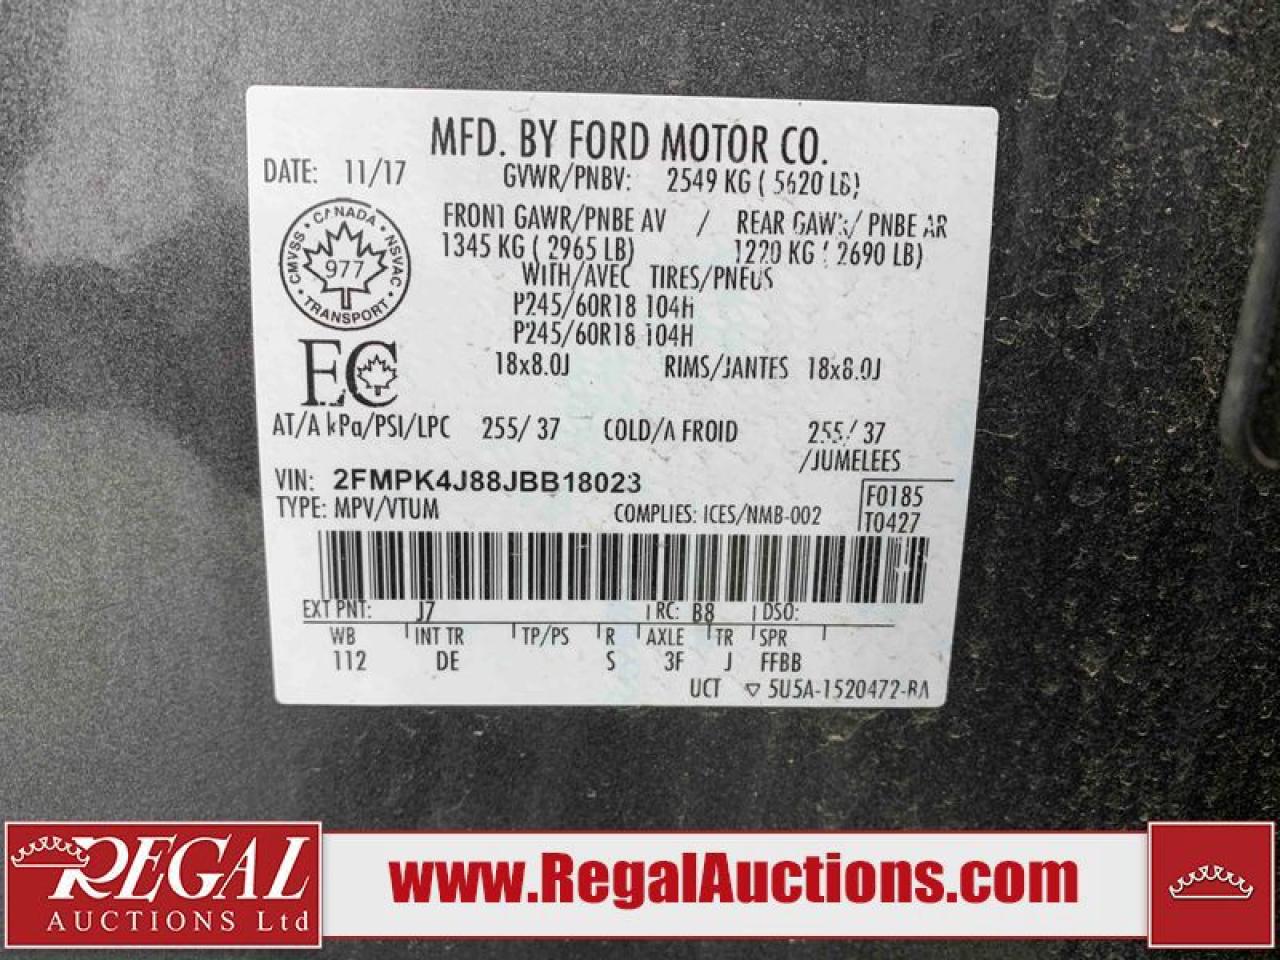 MFD. BY FORD MOTOR CO.
DATE: 11/17 GVWR/PNBV: 2549 KG ( 5620 LB)
FRONT GAWR/PNBE AV / REAR GAWR/ PNBE AR
1345 KG ( 2965 LB) 1220 KG ( 2690 LB)
WITH/AVEC TIRES/PNEUS
P245/60R18 104H
P245/60R18 104H
18x8.0J RIMS/JANTES 18x8.0J
CANADA
CMVSS 977 NSVAC
TRANSPORT
EC
AT/A kPa/PSI/LPC 255/ 37 COLD/A FROID 255/ 37
/JUMELEES
VIN: 2FMPK4J88JBB18023
TYPE: MPV/VTUM COMPLIES: ICES/NMB-002
F0185
T0427
EXT PNT: J7 RC: B8 DSO:
WB INT TR TP/PS R AXLE TR SPR
112 DE S 3F J FFBB
UCT ▽ 5U5A-1520472-BA
REGAL
AUCTIONS Ltd
www.RegalAuctions.com